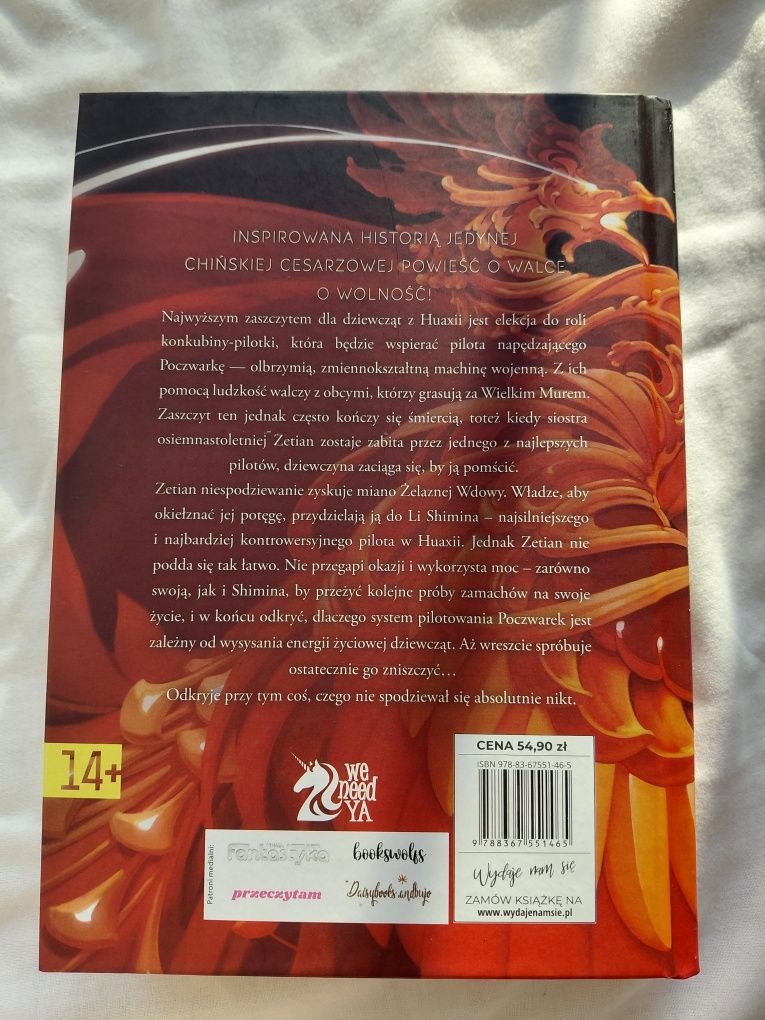 INSPIROWANA HISTORIĄ JEDYNEJ
CHIŃSKIEJ CESARZOWEJ POWIEŚĆ O WALCE
O WOLNOŚĆ!
Najwyższym zaszczytem dla dziewcząt z Huaxii jest elekcja do roli
konkubiny-pilotki, która będzie wspierać pilota napędzającego
Poczwarkę — olbrzymią, zmiennokształtną machinę wojenną. Z ich
pomocą ludzkość walczy z obcymi, którzy grasują za Wielkim Murem.
Zaszczyt ten jednak często kończy się śmiercią, toteż kiedy siostra
osiemnastoletniej Zetian zostaje zabita przez jednego z najlepszych
pilotów, dziewczyna zaciąga się, by ją pomścić.
Zetian niespodziewanie zyskuje miano Żelaznej Wdowy. Władze, aby
okiełznać jej potęgę, przydzielają ją do Li Shimina – najsilniejszego
i najbardziej kontrowersyjnego pilota w Huaxii. Jednak Zetian nie
podda się tak łatwo. Nie przegapi okazji i wykorzysta moc – zarówno
swoją, jak i Shimina, by przeżyć kolejne próby zamachów na swoje
życie, i w końcu odkryć, dlaczego system pilotowania Poczwarek jest
zależny od wysysania energii życiowej dziewcząt. Aż wreszcie spróbuje
ostatecznie go zniszczyć…
Odkryje przy tym coś, czego nie spodziewał się absolutnie nikt.
14+
we
need
YA
Patroni medialni:
Fantastyka
bookswolfs
przeczytam
Daisybooks.andbujo
CENA 54,90 zł
ISBN 978-83-67551-46-5
9 788367 551465
Wydaje nam się
ZAMÓW KSIĄŻKĘ NA
www.wydajenamsie.pl